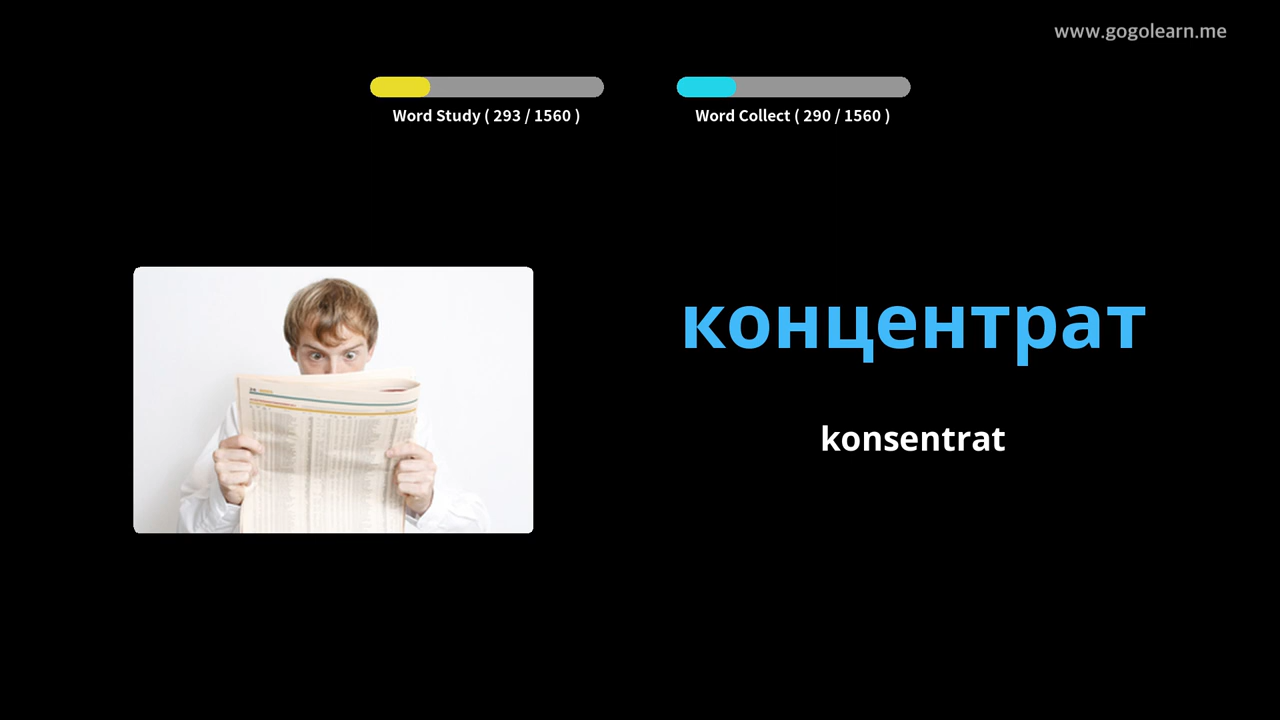 www.gogolearn.me
Word Study ( 293 / 1560 )
Word Collect ( 290 / 1560 )
концентрат
konsentrat